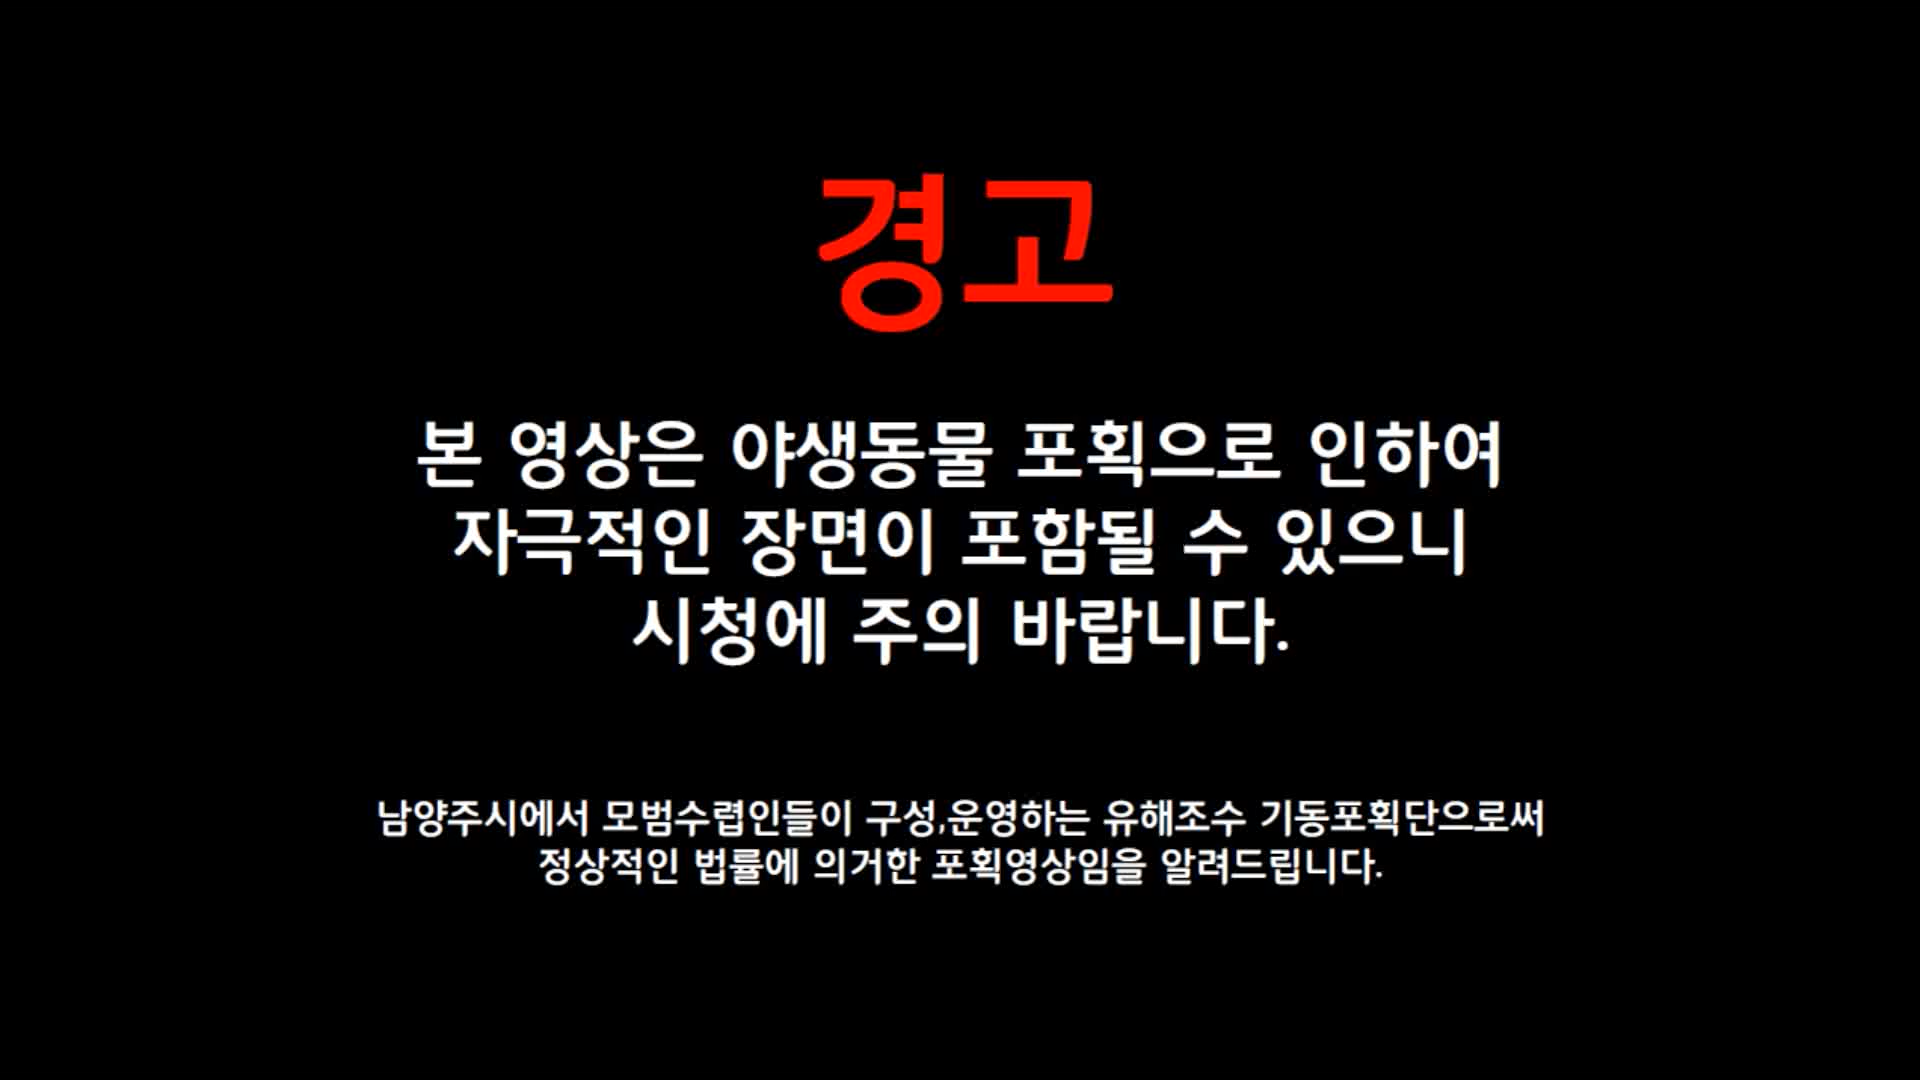 경고
본 영상은 야생동물 포획으로 인하여
자극적인 장면이 포함될 수 있으니
시청에 주의 바랍니다.
남양주시에서 모범수렵인들이 구성,운영하는 유해조수 기동포획단으로써
정상적인 법률에 의거한 포획영상임을 알려드립니다.